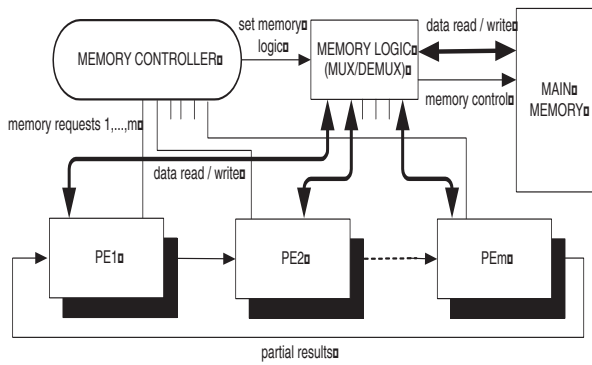 set memory
logic
MEMORY CONTROLLER
MEMORY LOGIC
(MUX/DEMUX)
data read / write
memory control
MAIN
MEMORY
memory requests 1,...,m
data read / write
PE1
PE2
PEm
partial results